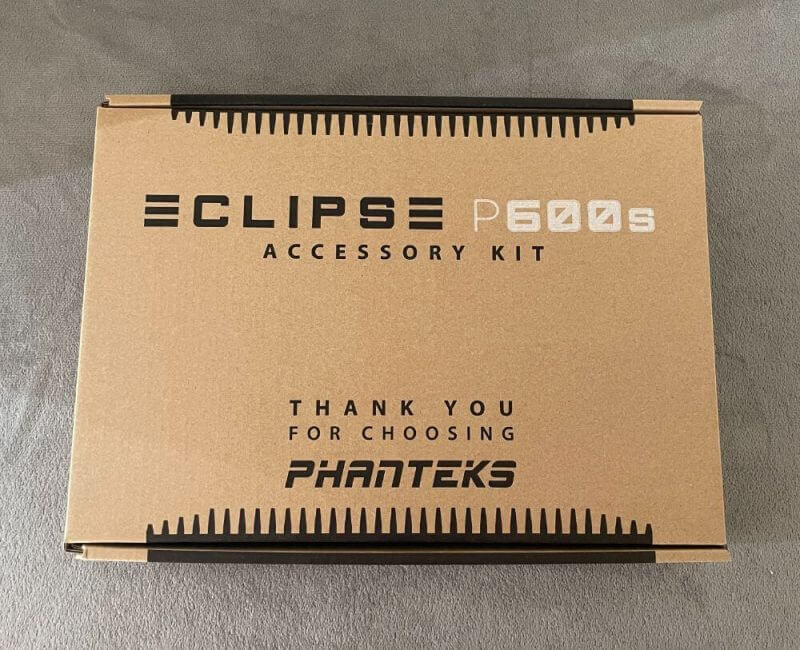 ECLIPSE P600s
ACCESSORY KIT
THANK YOU
FOR CHOOSING
PHANTEKS